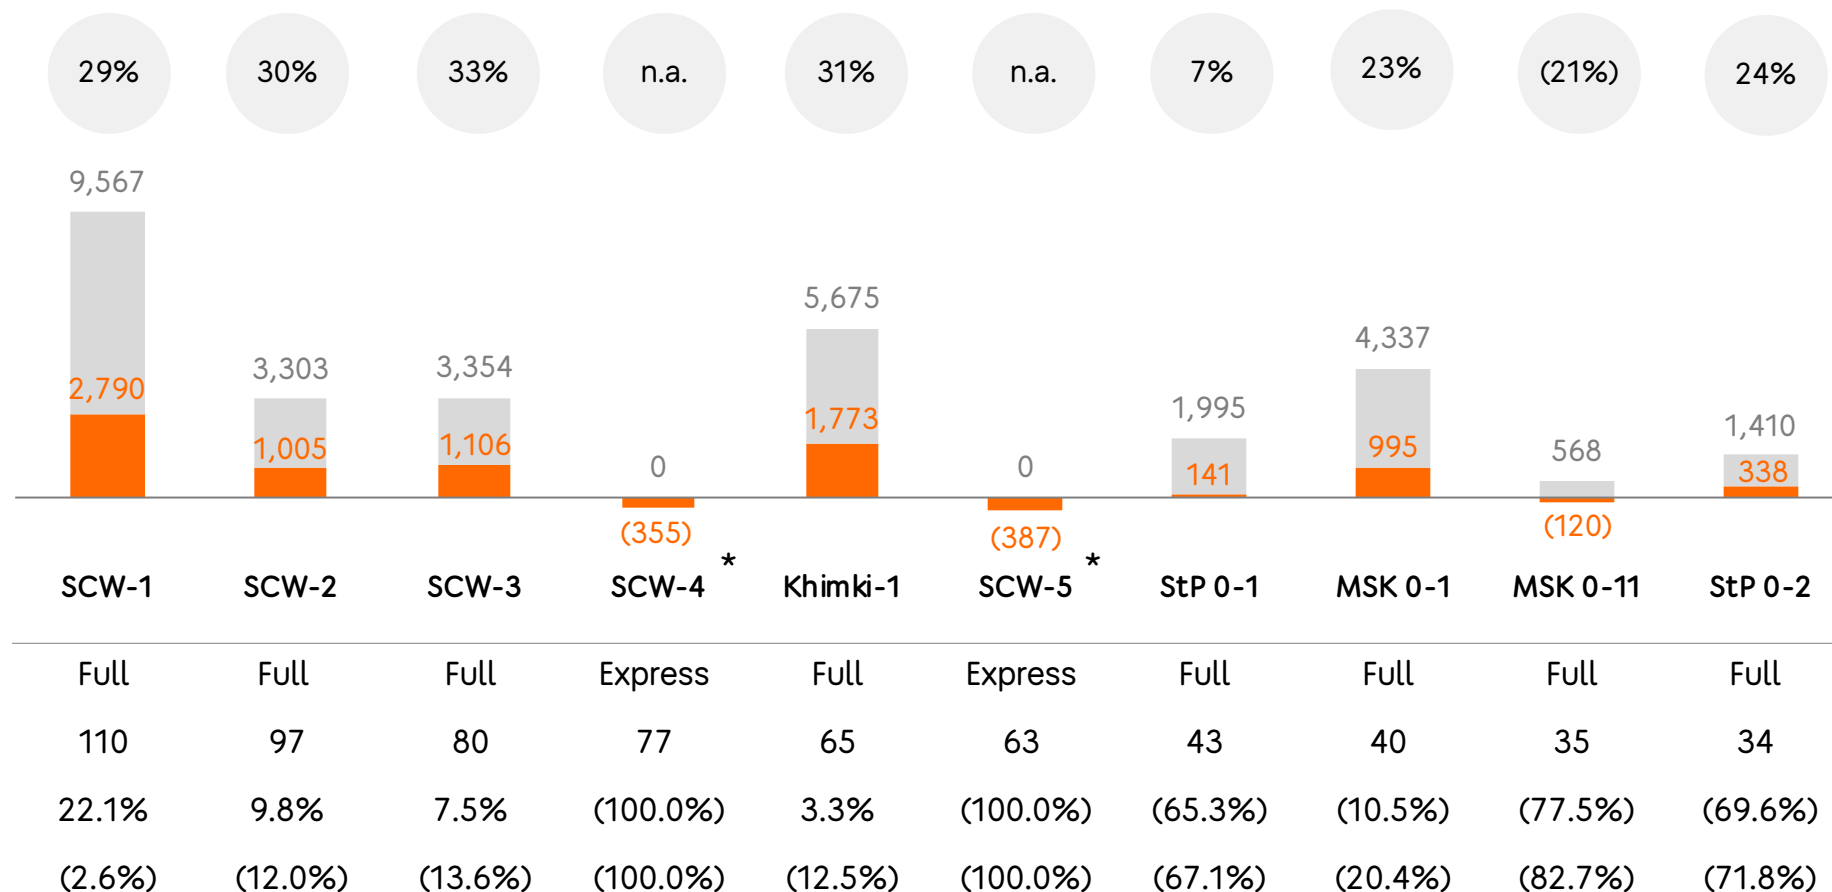 29% 30% 33% n.a. 31% n.a. 7% 23% (21%) 24%
9,567
5,675
4,337
3,303 3,354
2,790
1,773
1,995
1,410
1,005 1,106
995
568
0 0
141
338
(355) (387) (120)
* *
SCW-1 SCW-2 SCW-3 SCW-4 Khimki-1 SCW-5 StP 0-1 MSK 0-1 MSK 0-11 StP 0-2
Full Full Full Express Full Express Full Full Full Full
110 97 80 77 65 63 43 40 35 34
22.1% 9.8% 7.5% (100.0%) 3.3% (100.0%) (65.3%) (10.5%) (77.5%) (69.6%)
(2.6%) (12.0%) (13.6%) (100.0%) (12.5%) (100.0%) (67.1%) (20.4%) (82.7%) (71.8%)